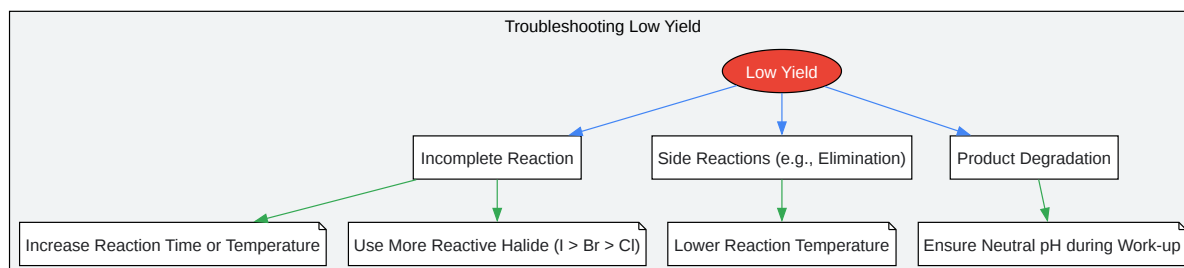 Troubleshooting Low Yield
Low Yield
Incomplete Reaction
Side Reactions (e.g., Elimination)
Product Degradation
Increase Reaction Time or Temperature
Use More Reactive Halide (I > Br > Cl)
Lower Reaction Temperature
Ensure Neutral pH during Work-up